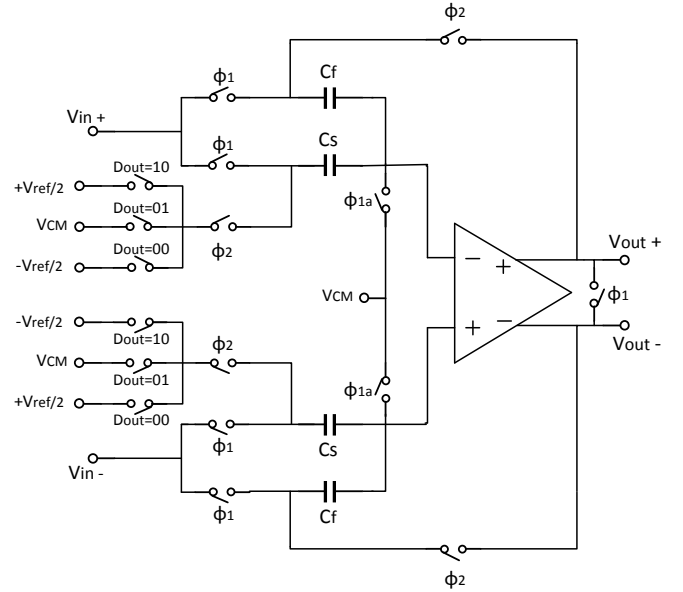 ϕ2
ϕ1
Cf
Vin +
ϕ1
Cs
Dout=10
+Vref/2
ϕ1a
Dout=01
VCM
ϕ2
Dout=00
-Vref/2
Vout +
VCM
ϕ1
-Vref/2
Dout=10
Vout -
ϕ2
VCM
Dout=01
ϕ1a
+Vref/2
Dout=00
ϕ1
Cs
Vin -
ϕ1
Cf
ϕ2
− +
+ −